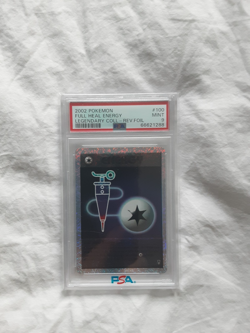 2002 POKEMON #100
FULL HEAL ENERGY MINT
LEGENDARY COLL.-REV.FOIL 9
PSA